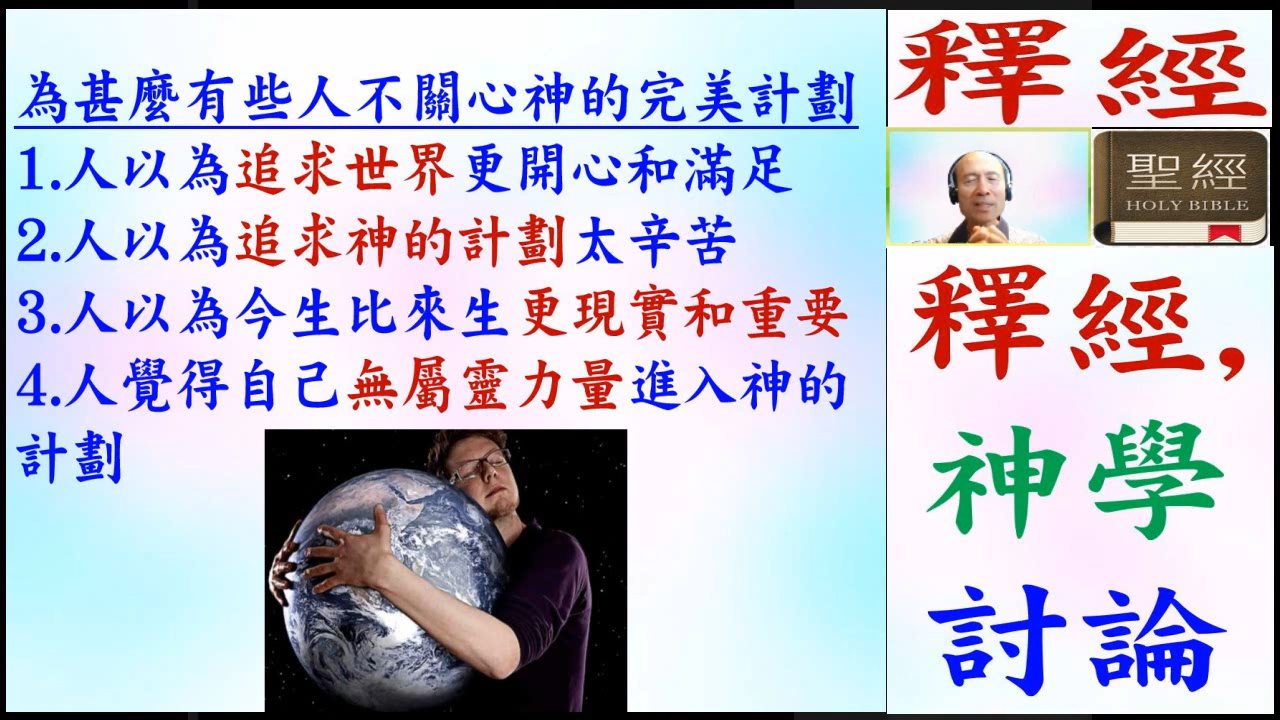 為甚麼有些人不關心神的完美計劃
1.人以為追求世界更開心和滿足
2.人以為追求神的計劃太辛苦
3.人以為今生比來生更現實和重要
4.人覺得自己無屬靈力量進入神的
計劃
釋經
聖經
HOLY BIBLE
釋經,
神學
討論